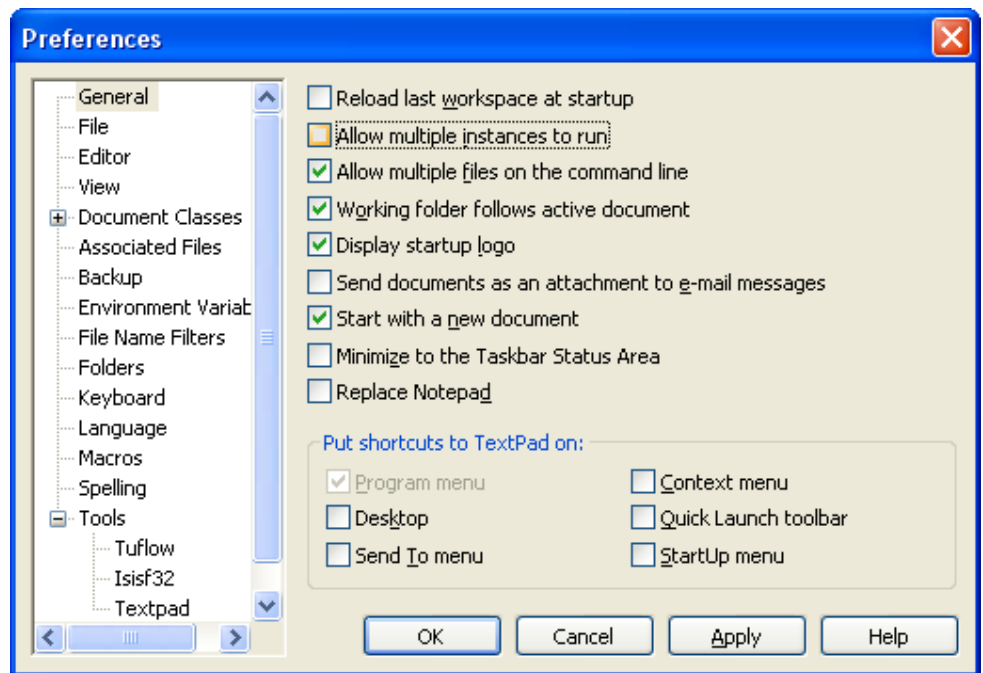 Preferences
General
File
Editor
View
Document Classes
Associated Files
Backup
Environment Variab
File Name Filters
Folders
Keyboard
Language
Macros
Spelling
Tools
Tuflow
Isisf32
Textpad
Reload last workspace at startup
Allow multiple instances to run
Allow multiple files on the command line
Working folder follows active document
Display startup logo
Send documents as an attachment to e-mail messages
Start with a new document
Minimize to the Taskbar Status Area
Replace Notepad
Put shortcuts to TextPad on:
Program menu
Context menu
Desktop
Quick Launch toolbar
Send To menu
StartUp menu
OK
Cancel
Apply
Help